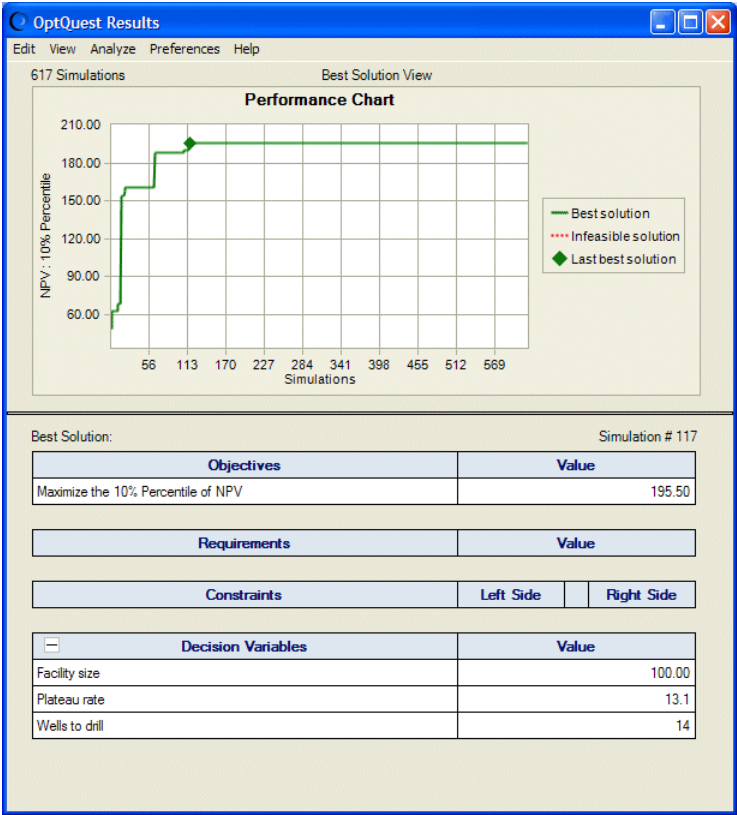 OptQuest Results
Edit View Analyze Preferences Help
617 Simulations Best Solution View
Performance Chart
210.00
180.00
150.00
120.00
90.00
60.00
NPV: 10% Percentile
56 113 170 227 284 341 398 455 512 569
Simulations
Best solution
Infeasible solution
Last best solution
Best Solution: Simulation # 117
Objectives Value
Maximize the 10% Percentile of NPV 195.50
Requirements Value
Constraints Left Side Right Side
Decision Variables Value
Facility size 100.00
Plateau rate 13.1
Wells to drill 14